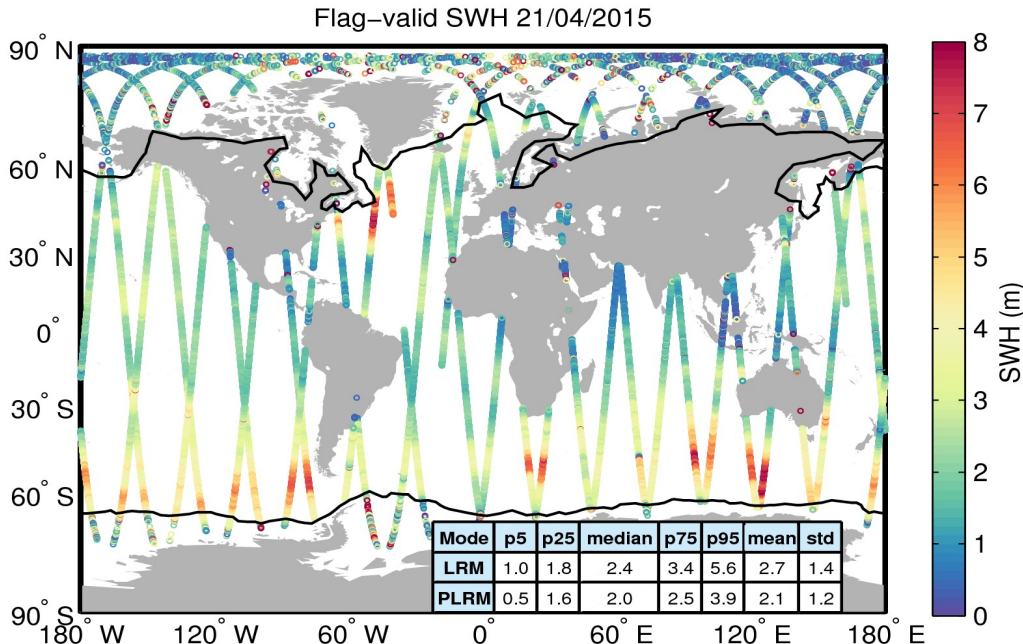 Flag−valid SWH 21/04/2015
90° N
60° N
30° N
0°
30° S
60° S
90° S
180° W
120° W
60° W
0°
60° E
120° E
180° E
8
7
6
5
4
3
2
1
0
SWH (m)
Mode p5 p25 median p75 p95 mean std
LRM 1.0 1.8 2.4 3.4 5.6 2.7 1.4
PLRM 0.5 1.6 2.0 2.5 3.9 2.1 1.2